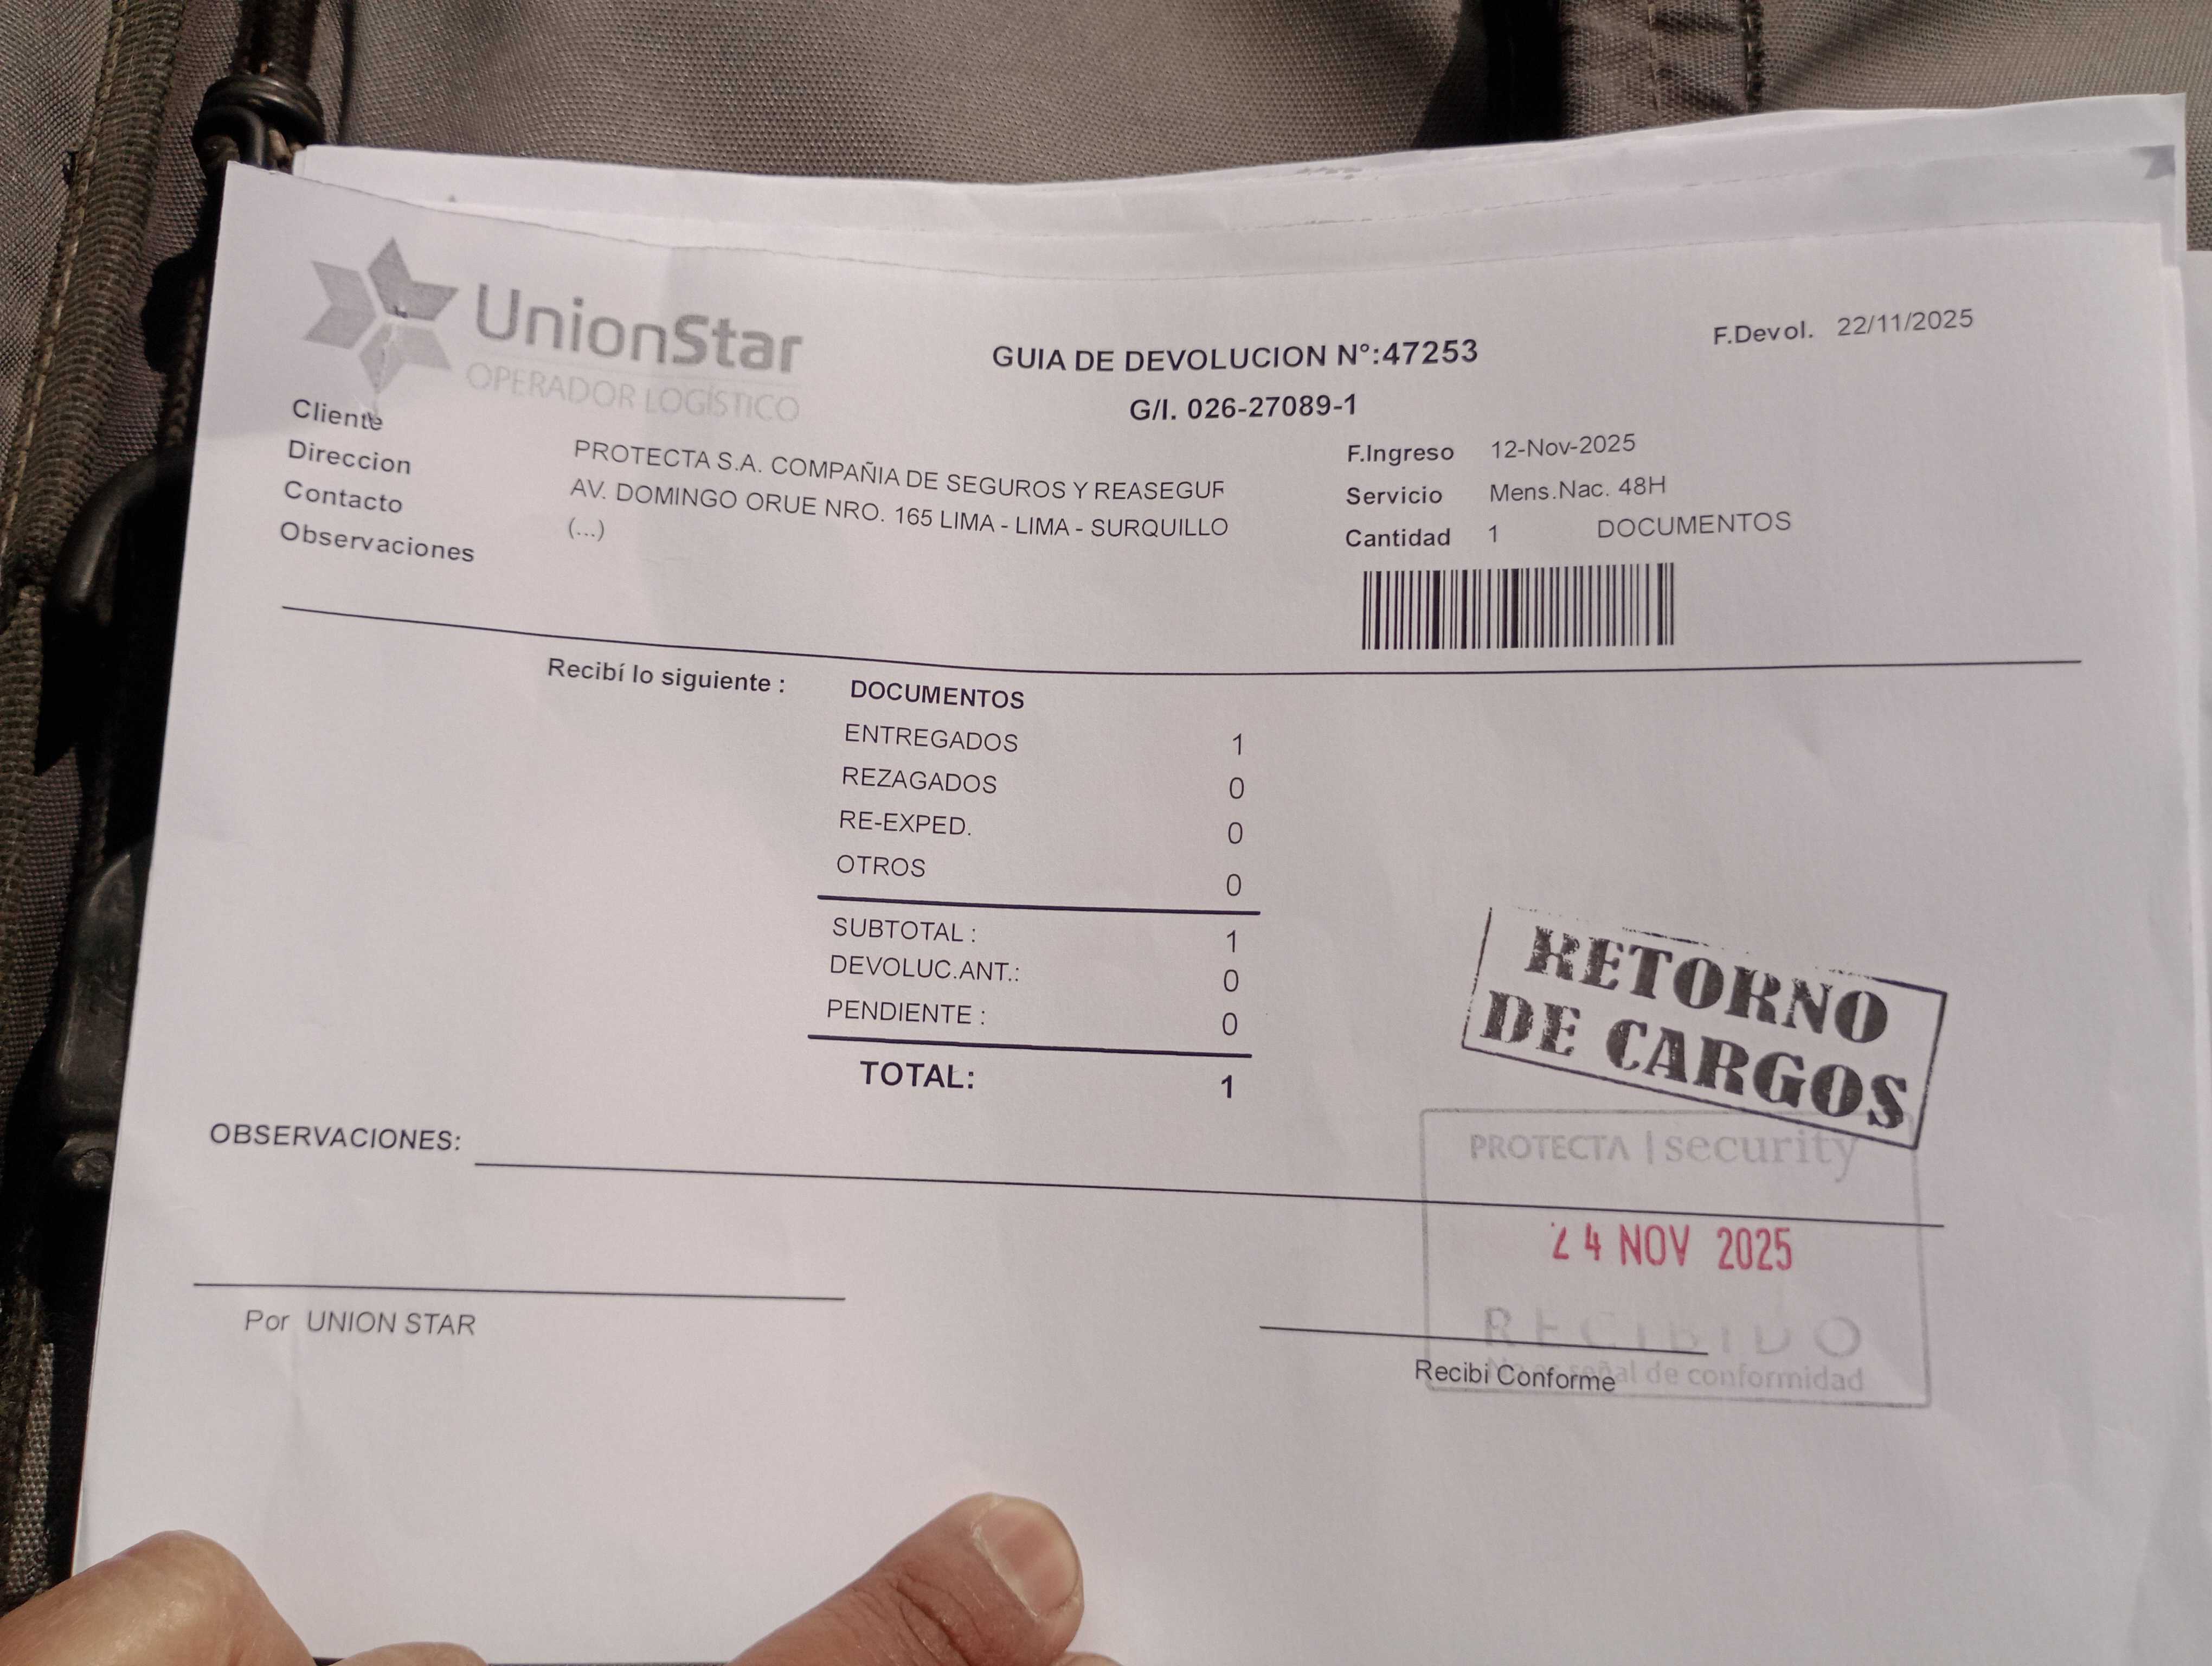 UnionStar
OPERADOR LOGÍSTICO
GUIA DE DEVOLUCION N°:47253
F.Devol. 22/11/2025
G/I. 026-27089-1
Cliente PROTECTA S.A. COMPAÑIA DE SEGUROS Y REASEGUR
Direccion AV. DOMINGO ORUE NRO. 165 LIMA - LIMA - SURQUILLO
Contacto (...)
Observaciones
F.Ingreso 12-Nov-2025
Servicio Mens.Nac. 48H
Cantidad 1 DOCUMENTOS
Recibí lo siguiente : DOCUMENTOS
ENTREGADOS 1
REZAGADOS 0
RE-EXPED. 0
OTROS 0
SUBTOTAL : 1
DEVOLUC.ANT.: 0
PENDIENTE : 0
TOTAL: 1
RETORNO
DE CARGOS
OBSERVACIONES:
PROTECTA | security
24 NOV 2025
RECIBIDO
Por UNION STAR
Recibi Conforme
de conformidad